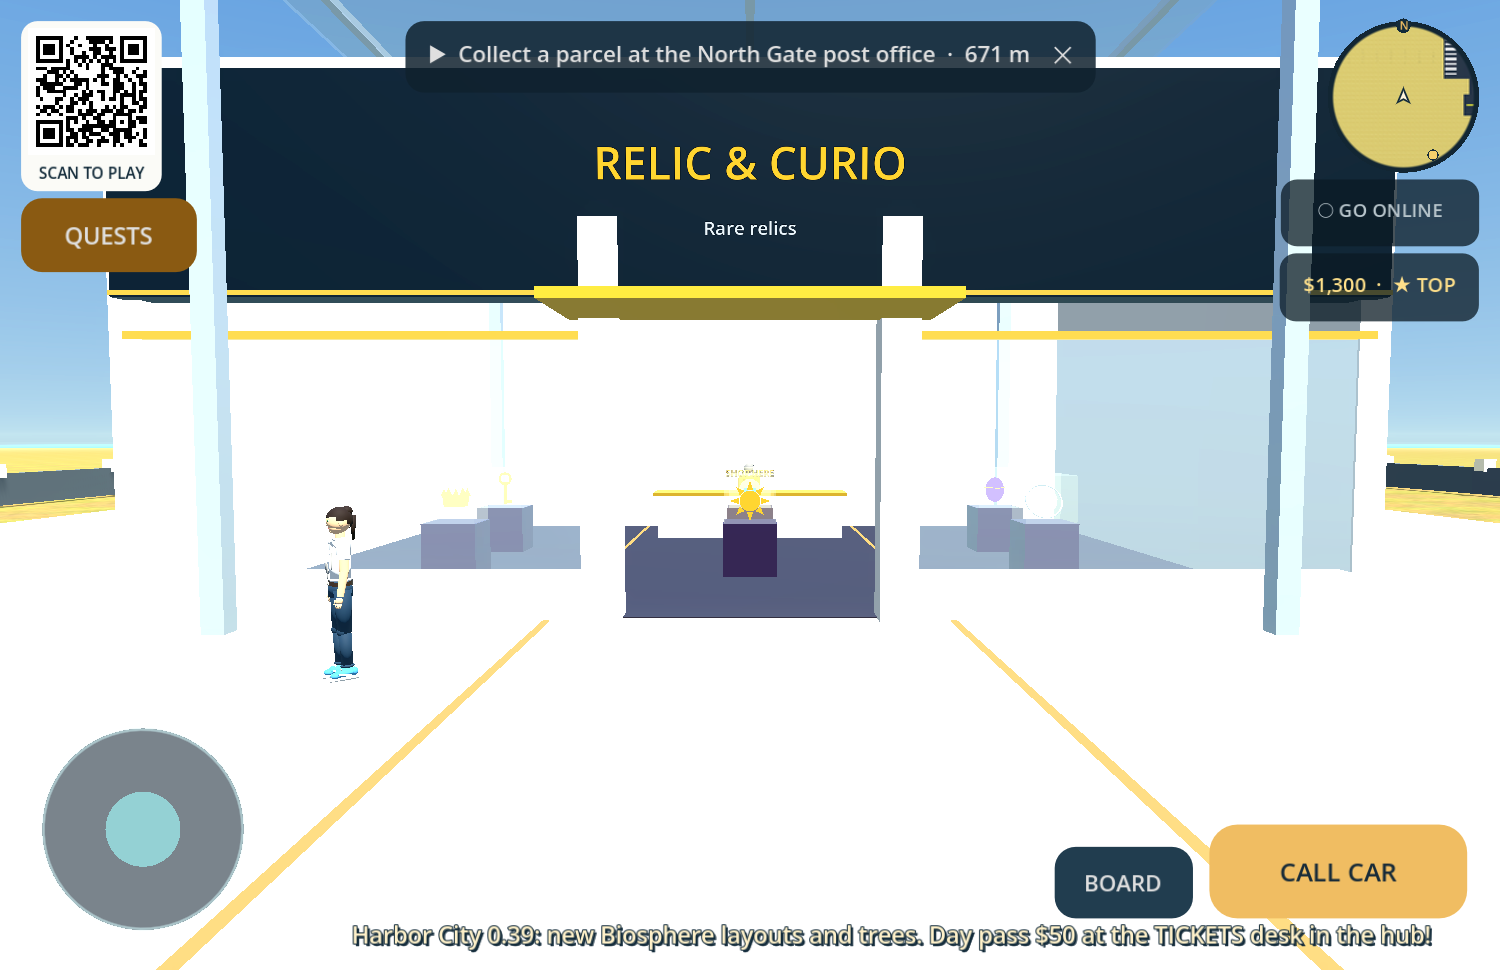 Collect a parcel at the North Gate post office · 671 m
N
SCAN TO PLAY
RELIC & CURIO
Rare relics
QUESTS
GO ONLINE
$1,300 · ★ TOP
BOARD
CALL CAR
Harbor City 0.39: new Biosphere layouts and trees. Day pass $50 at the TICKETS desk in the hub!